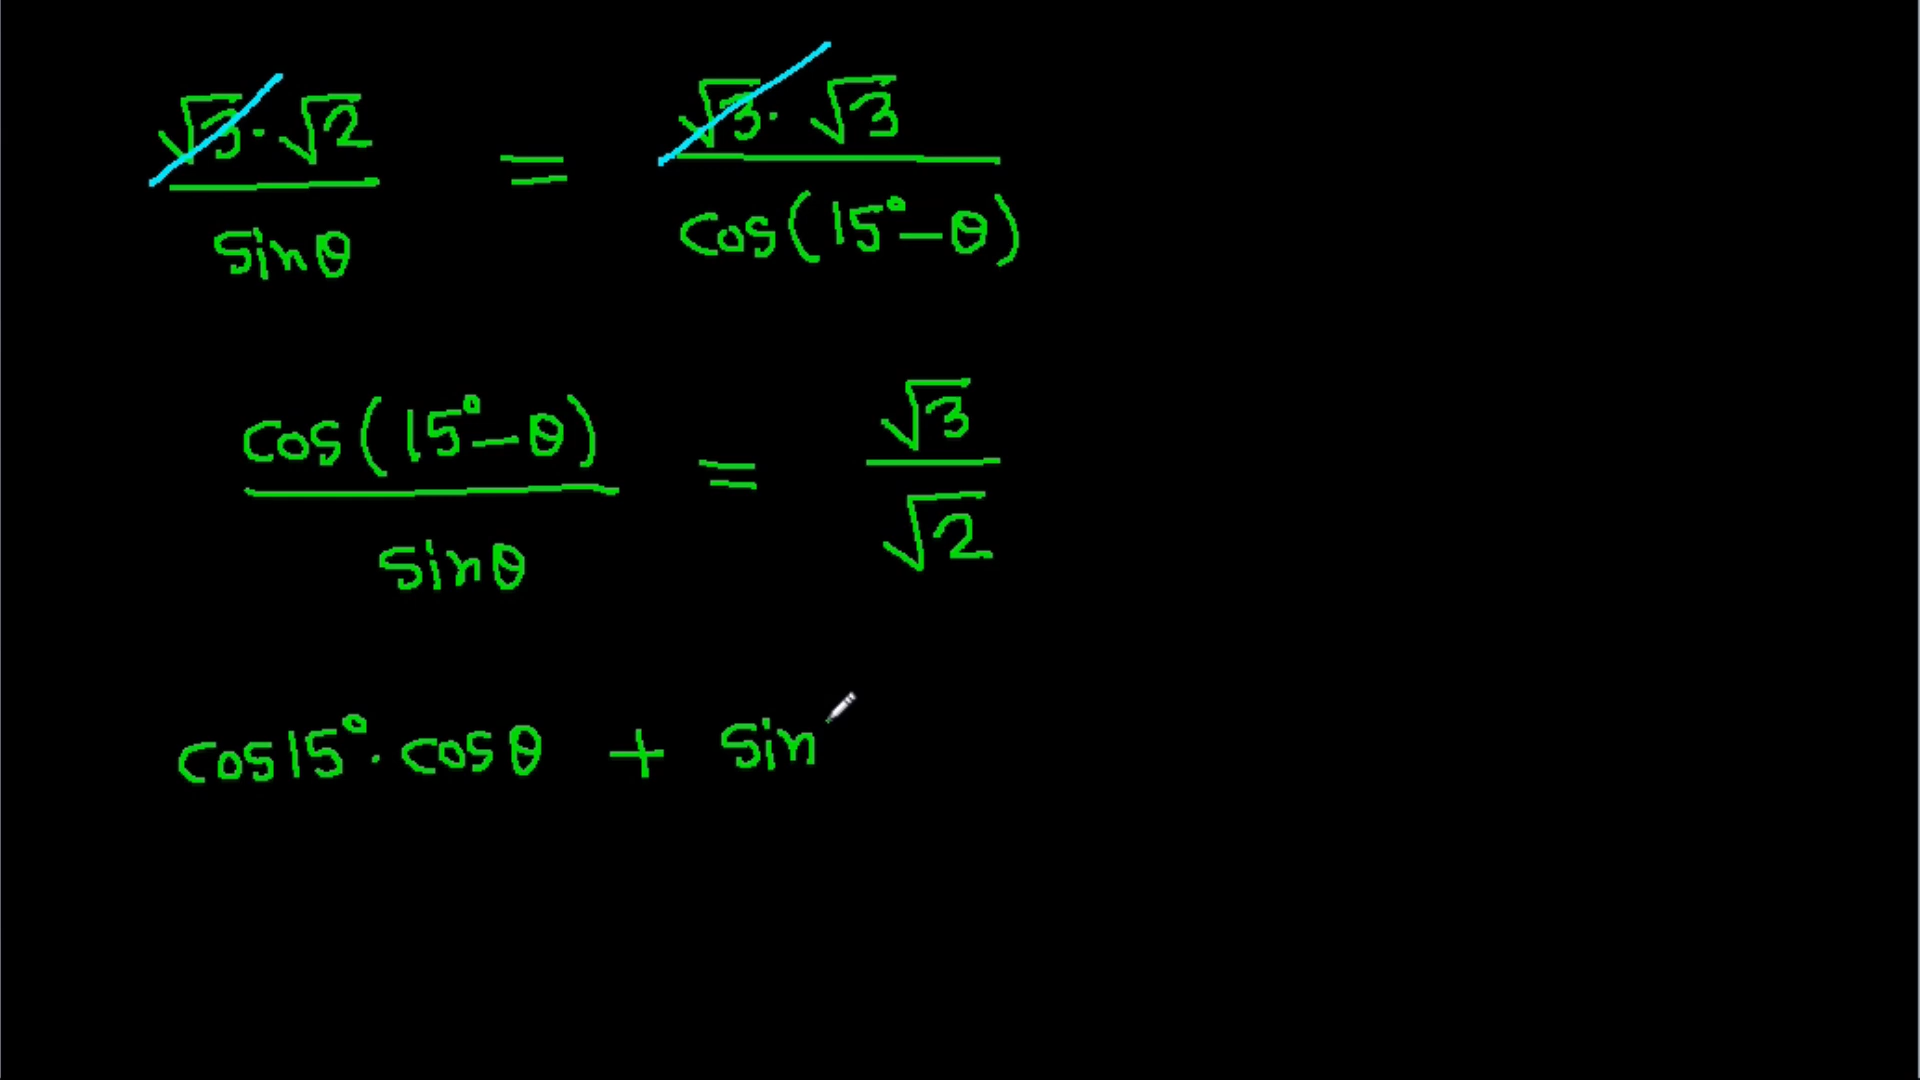 √3·√2 / sinθ = √3·√3 / cos(15°−θ)
cos(15°−θ) / sinθ = √3 / √2
cos15°·cosθ + sin